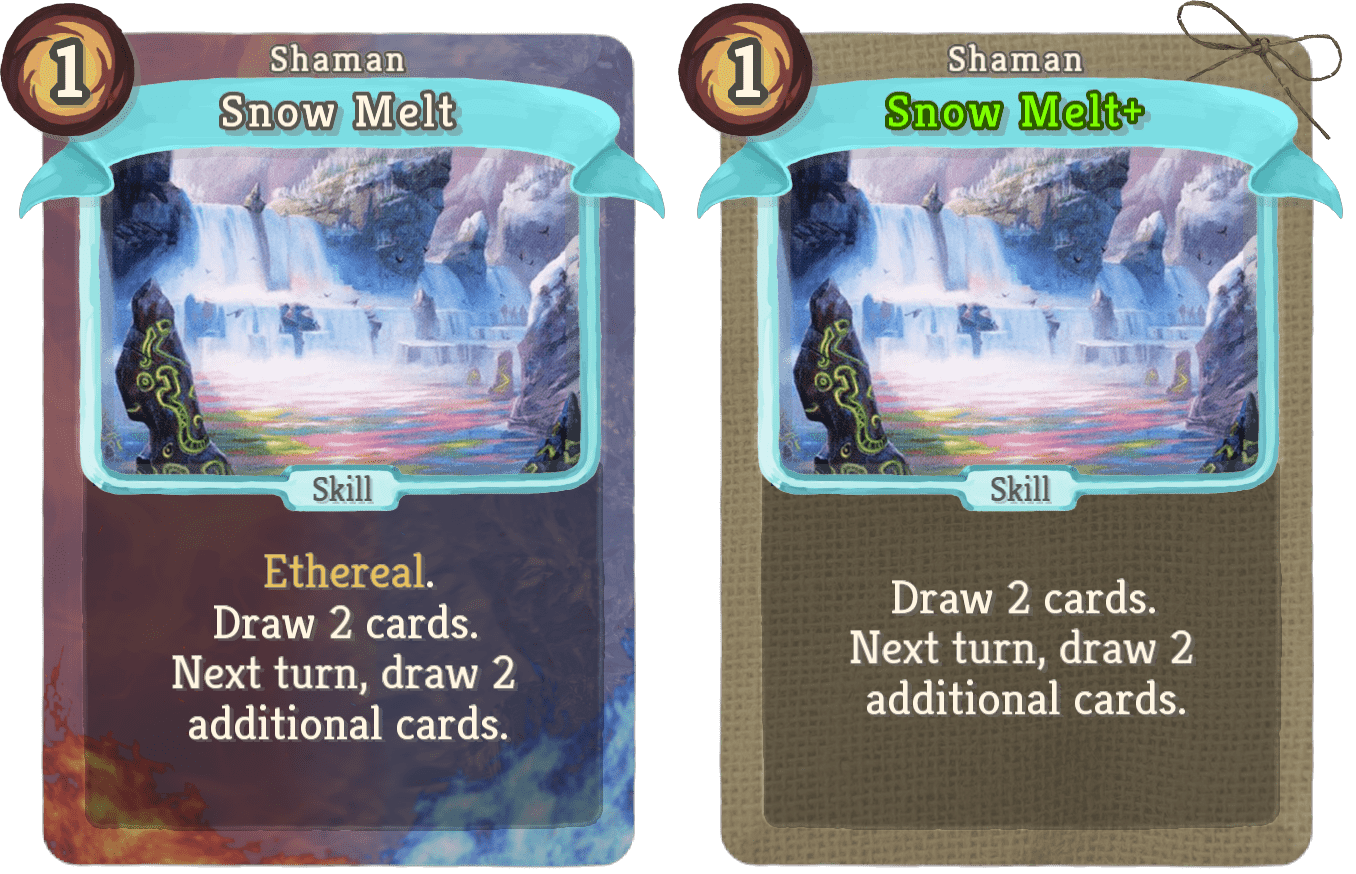 1
Shaman
Snow Melt
Skill
Ethereal.
Draw 2 cards.
Next turn, draw 2
additional cards.
1
Shaman
Snow Melt+
Skill
Draw 2 cards.
Next turn, draw 2
additional cards.